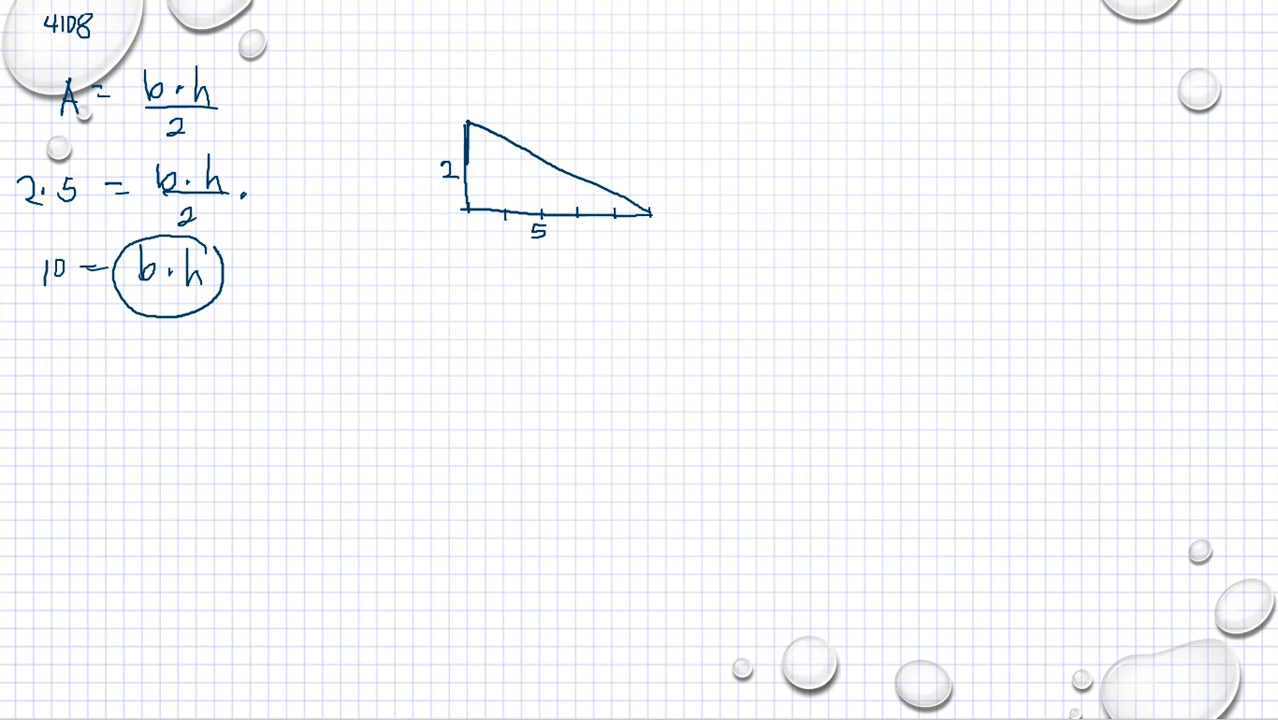 4108
A = b·h/2
2·5 = b·h/2 ·
10 = b·h
2
5